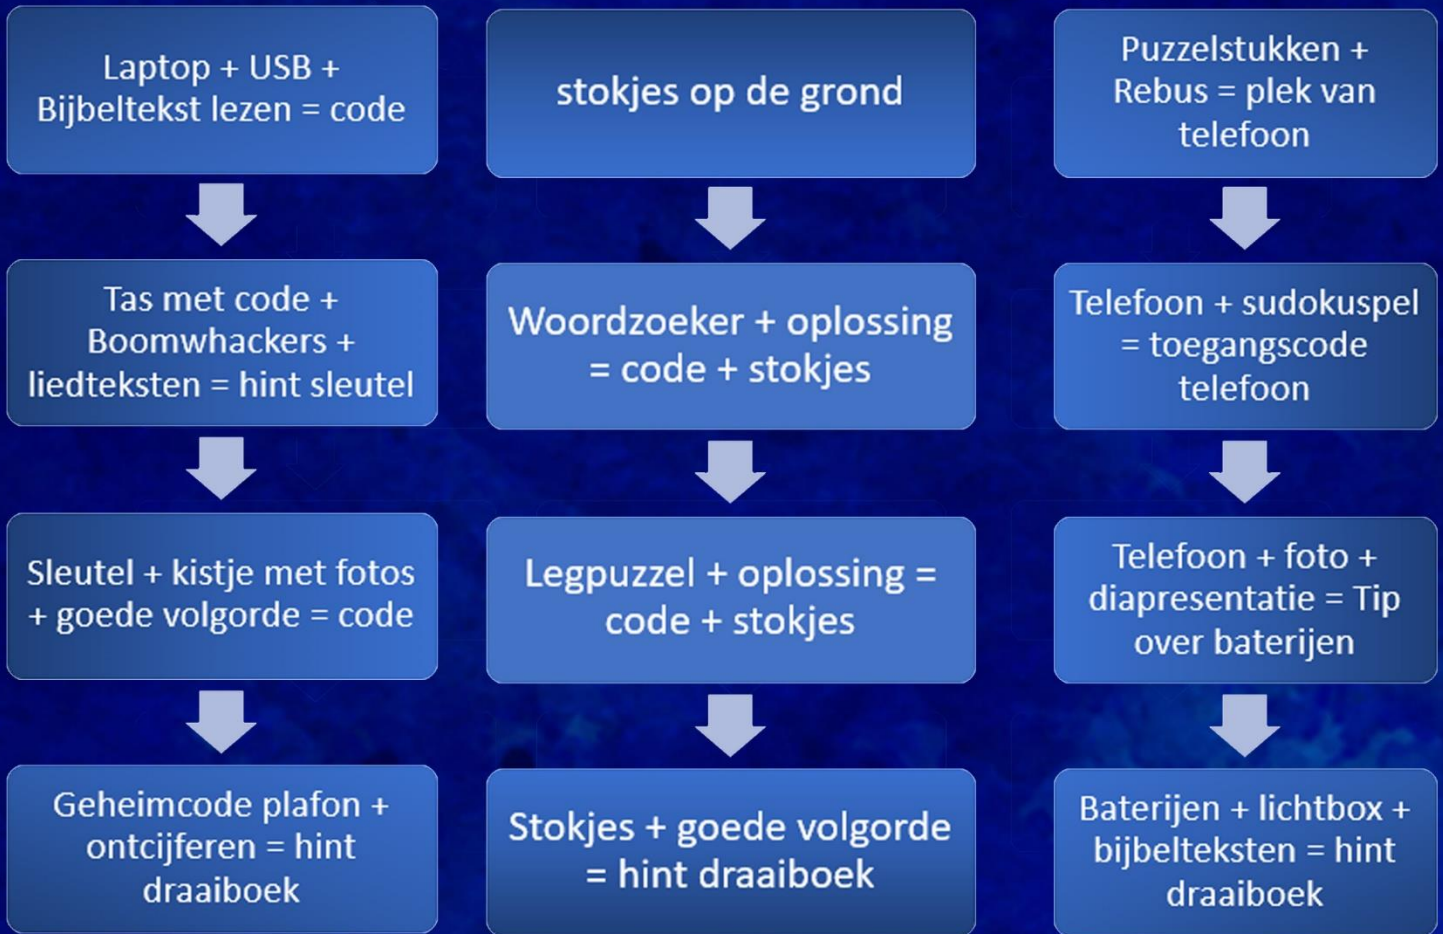 Laptop + USB +
Bijbeltekst lezen = code
Tas met code +
Boomwhackers +
liedteksten = hint sleutel
Sleutel + kistje met fotos
+ goede volgorde = code
Geheimcode plafon +
ontcijferen = hint
draaiboek
stokjes op de grond
Woordzoeker + oplossing
= code + stokjes
Legpuzzel + oplossing =
code + stokjes
Stokjes + goede volgorde
= hint draaiboek
Puzzelstukken +
Rebus = plek van
telefoon
Telefoon + sudokuspel
= toegangscode
telefoon
Telefoon + foto +
diapresentatie = Tip
over baterijen
Baterijen + lichtbox +
bijbelteksten = hint
draaiboek